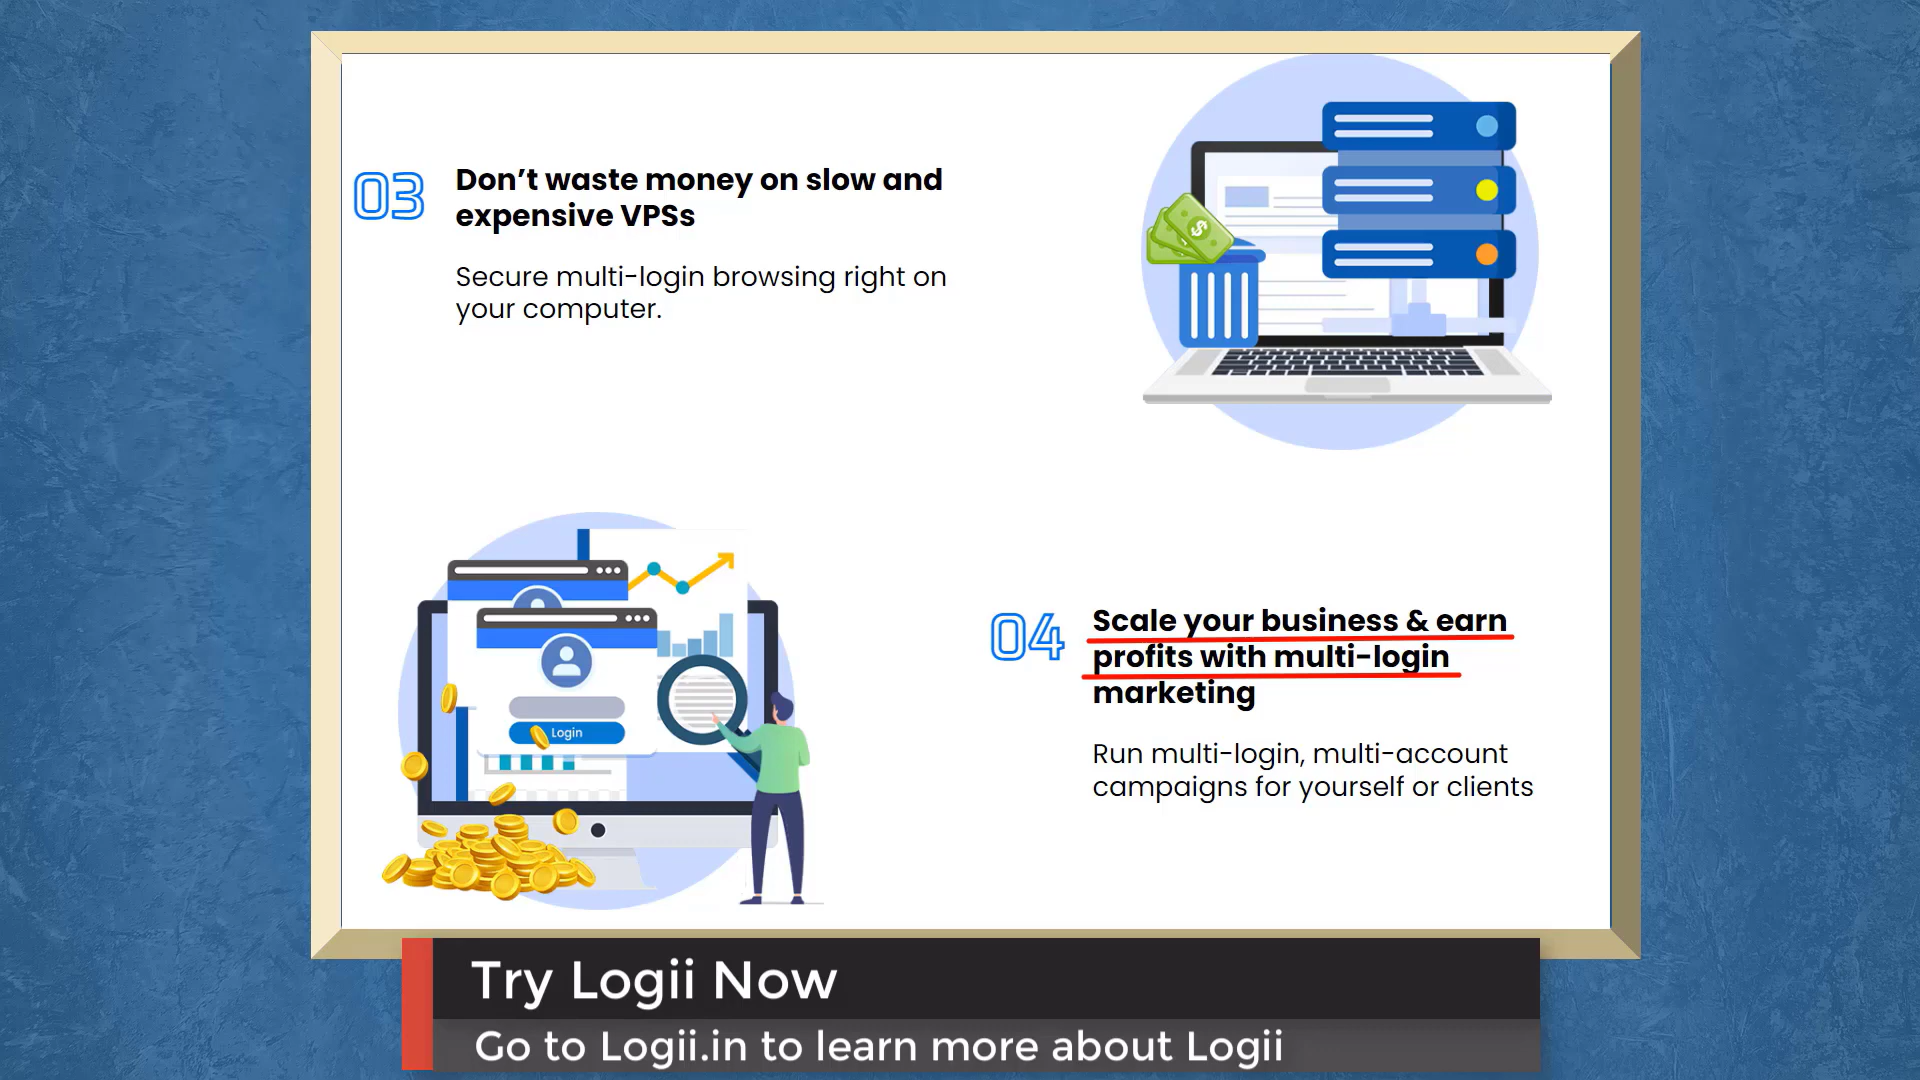 03
Don’t waste money on slow and
expensive VPSs
Secure multi-login browsing right on
your computer.
Login
04
Scale your business & earn
profits with multi-login
marketing
Run multi-login, multi-account
campaigns for yourself or clients
Try Logii Now
Go to Logii.in to learn more about Logii